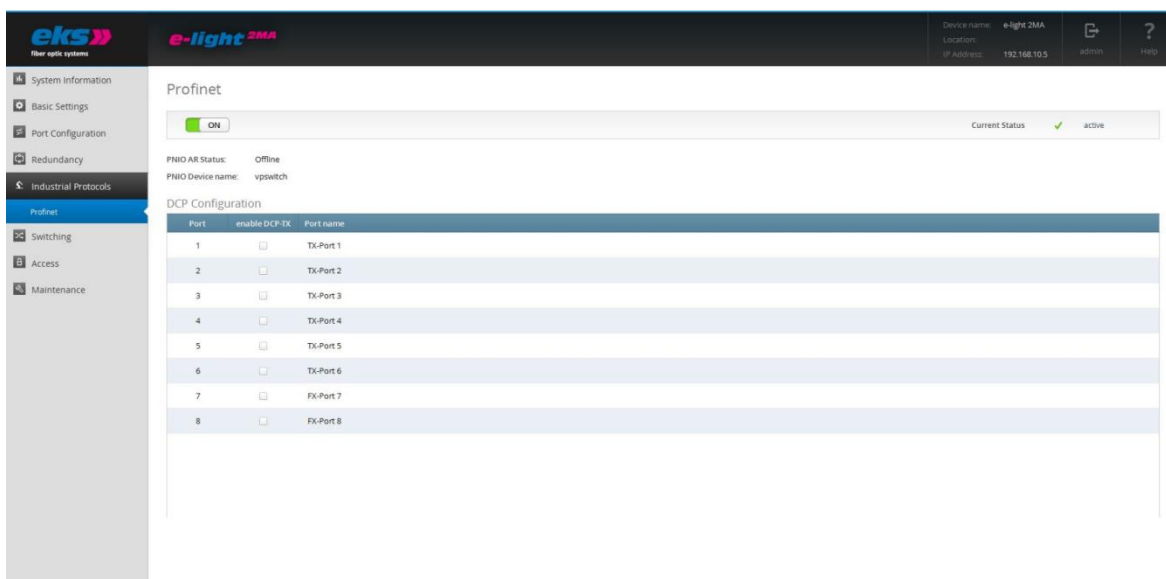 eks
fiber optic systems
e-light 2MA
Device name: e-light 2MA
Location:
IP Address: 192.168.10.5
admin
? Help
System Information
Basic Settings
Port Configuration
Redundancy
Industrial Protocols
Profinet
Switching
Access
Maintenance
Profinet
ON
Current Status active
PNIO AR Status: Offline
PNIO Device name: vpswitch
DCP Configuration
Port enable DCP-TX Port name
1 TX-Port 1
2 TX-Port 2
3 TX-Port 3
4 TX-Port 4
5 TX-Port 5
6 TX-Port 6
7 FX-Port 7
8 FX-Port 8